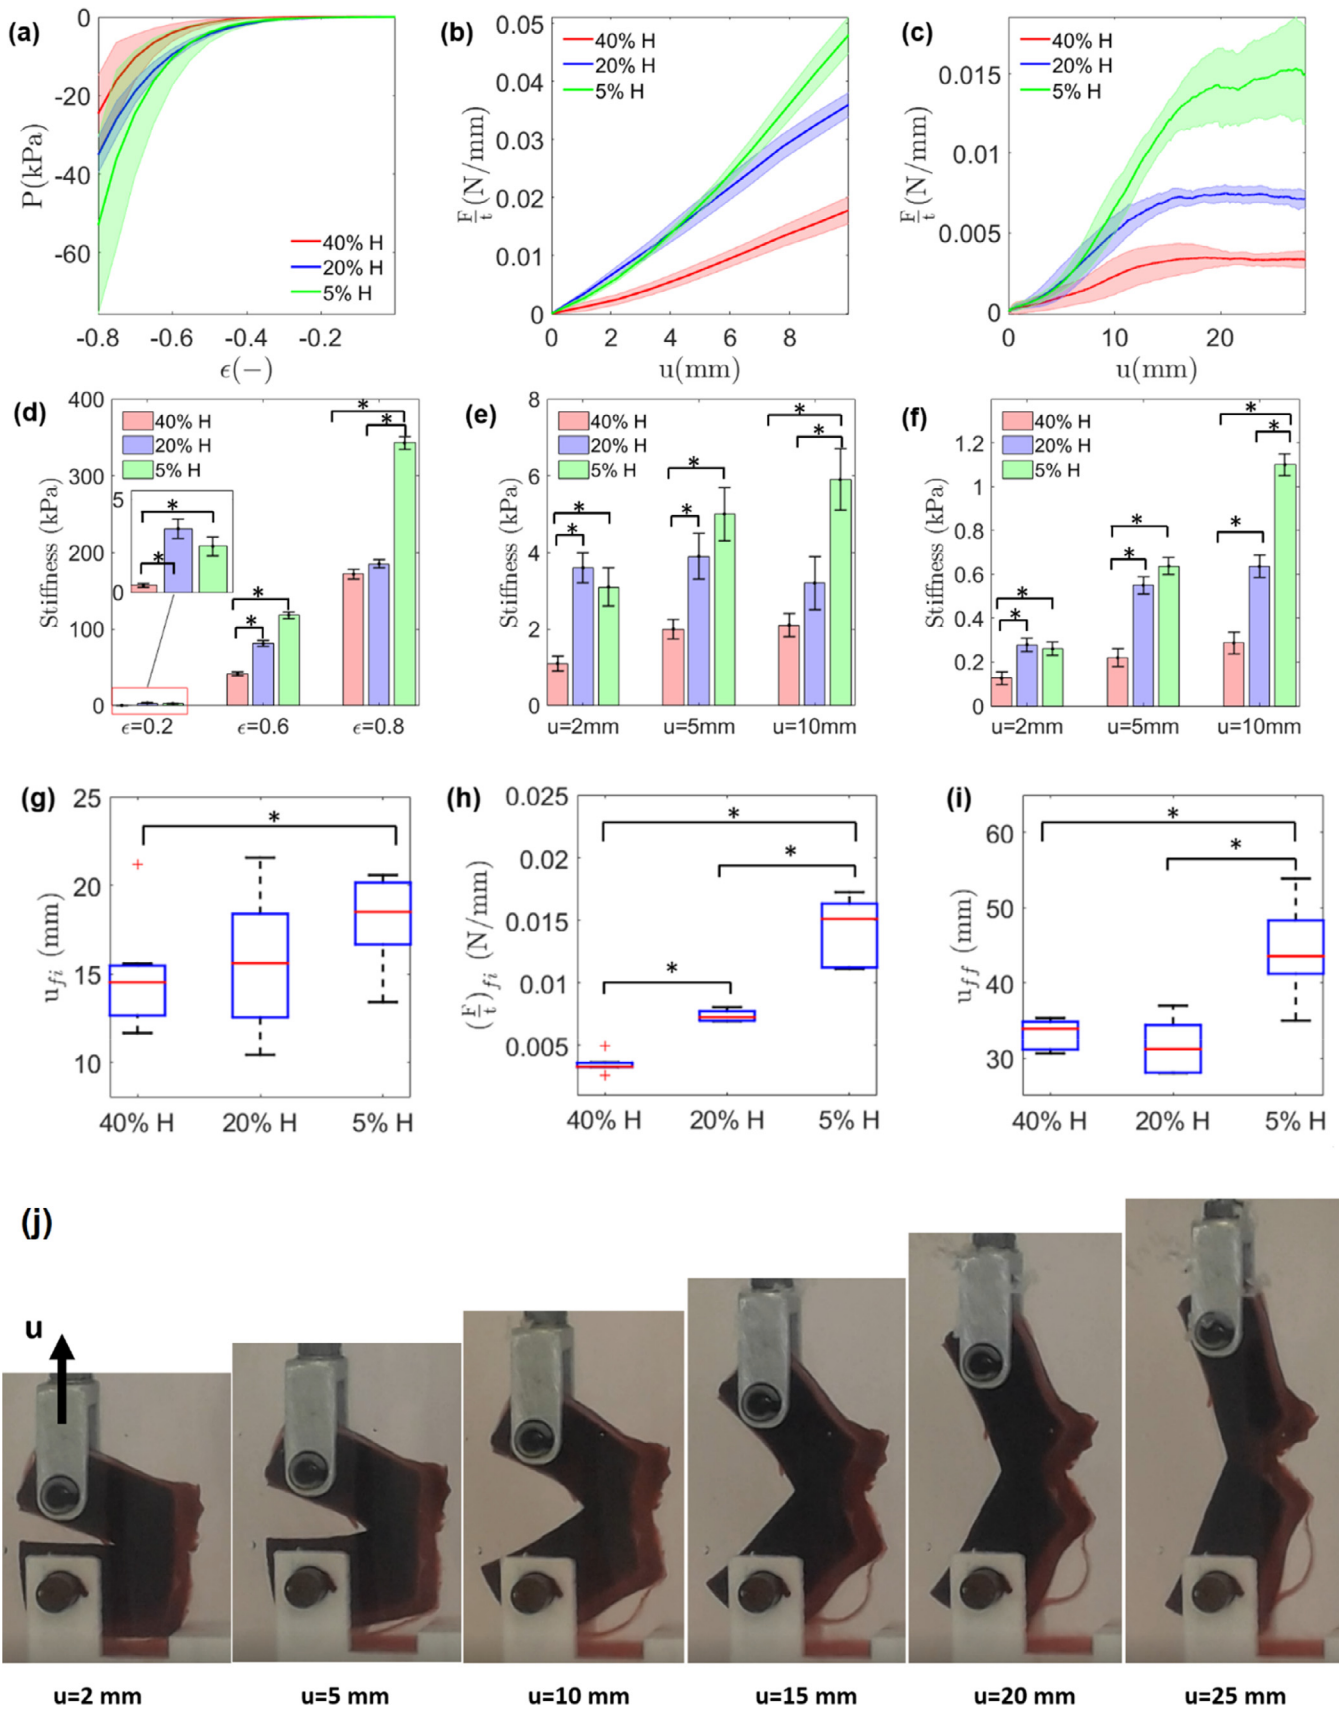 (a)
0
-20
-40
-60
P(kPa)
40% H
20% H
5% H
-0.8 -0.6 -0.4 -0.2
ϵ(−)
(b)
0.05
0.04
0.03
0.02
0.01
0
F/t (N/mm)
40% H
20% H
5% H
0 2 4 6 8
u(mm)
(c)
0.015
0.01
0.005
0
F/t (N/mm)
40% H
20% H
5% H
0 10 20
u(mm)
(d)
400
300
200
100
0
Stiffness (kPa)
40% H
20% H
5% H
5
0
*
*
*
*
*
*
ϵ=0.2 ϵ=0.6 ϵ=0.8
(e)
8
6
4
2
0
Stiffness (kPa)
40% H
20% H
5% H
*
*
*
*
*
*
u=2mm u=5mm u=10mm
(f)
1.2
1
0.8
0.6
0.4
0.2
0
Stiffness (kPa)
40% H
20% H
5% H
*
*
*
*
*
*
*
u=2mm u=5mm u=10mm
(g)
25
20
15
10
u_fi (mm)
*
40% H 20% H 5% H
(h)
0.025
0.02
0.015
0.01
0.005
(F/t)_fi (N/mm)
*
*
*
40% H 20% H 5% H
(i)
60
50
40
30
u_ff (mm)
*
*
40% H 20% H 5% H
(j)
u
u=2 mm u=5 mm u=10 mm u=15 mm u=20 mm u=25 mm